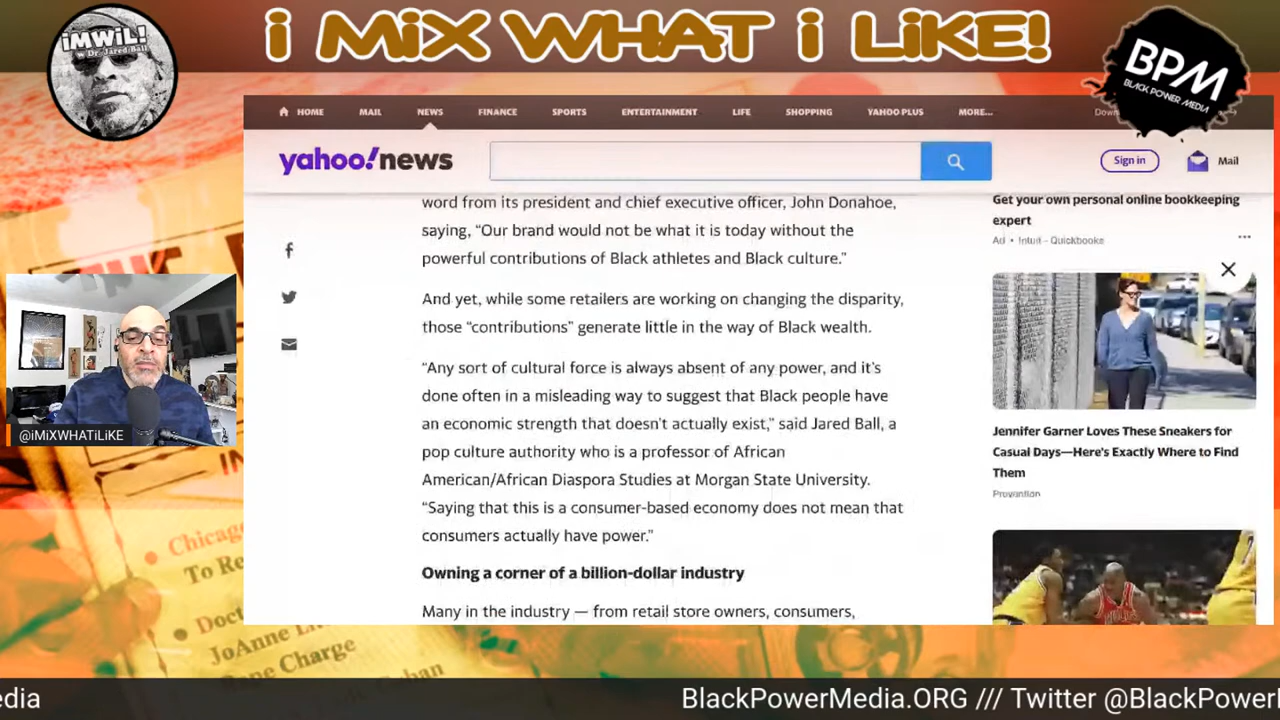 iMWiL!
w Dr. Jared Ball
i MiX WHAT i LiKE!
BPM
BLACK POWER MEDIA
HOME MAIL NEWS FINANCE SPORTS ENTERTAINMENT LIFE SHOPPING YAHOO PLUS MORE...
yahoo!news
Sign in
Mail
word from its president and chief executive officer, John Donahoe,
saying, “Our brand would not be what it is today without the
powerful contributions of Black athletes and Black culture.”
And yet, while some retailers are working on changing the disparity,
those “contributions” generate little in the way of Black wealth.
“Any sort of cultural force is always absent of any power, and it's
done often in a misleading way to suggest that Black people have
an economic strength that doesn't actually exist,” said Jared Ball, a
pop culture authority who is a professor of African
American/African Diaspora Studies at Morgan State University.
“Saying that this is a consumer-based economy does not mean that
consumers actually have power.”
Owning a corner of a billion-dollar industry
Many in the industry — from retail store owners, consumers,
Get your own personal online bookkeeping
expert
Ad • Intuit - Quickbooks
Jennifer Garner Loves These Sneakers for
Casual Days—Here's Exactly Where to Find
Them
Prevention
@iMiXWHATiLiKE
Chicago
To Re
Doct
JoAnne
Charge
edia
BlackPowerMedia.ORG /// Twitter @BlackPower